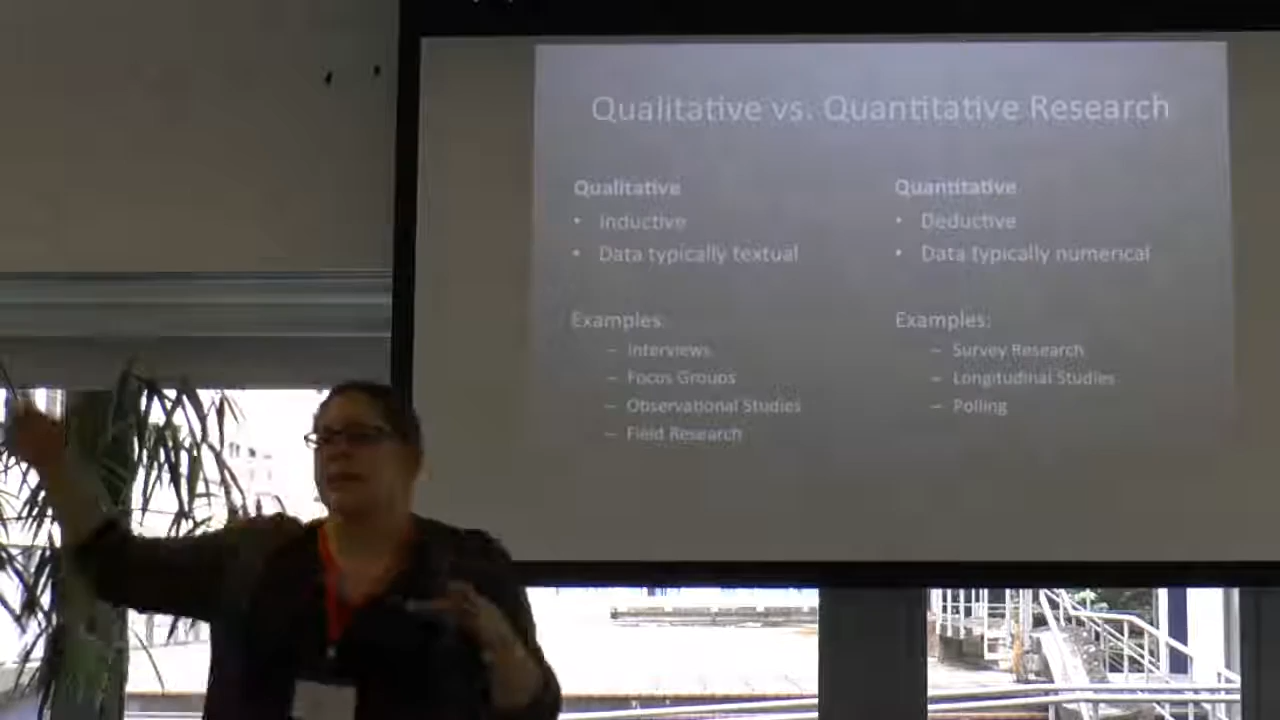 Qualitative vs. Quantitative Research
Qualitative
• Inductive
• Data typically textual
Examples:
– Interviews
– Focus Groups
– Observational Studies
– Field Research
Quantitative
• Deductive
• Data typically numerical
Examples:
– Survey Research
– Longitudinal Studies
– Polling